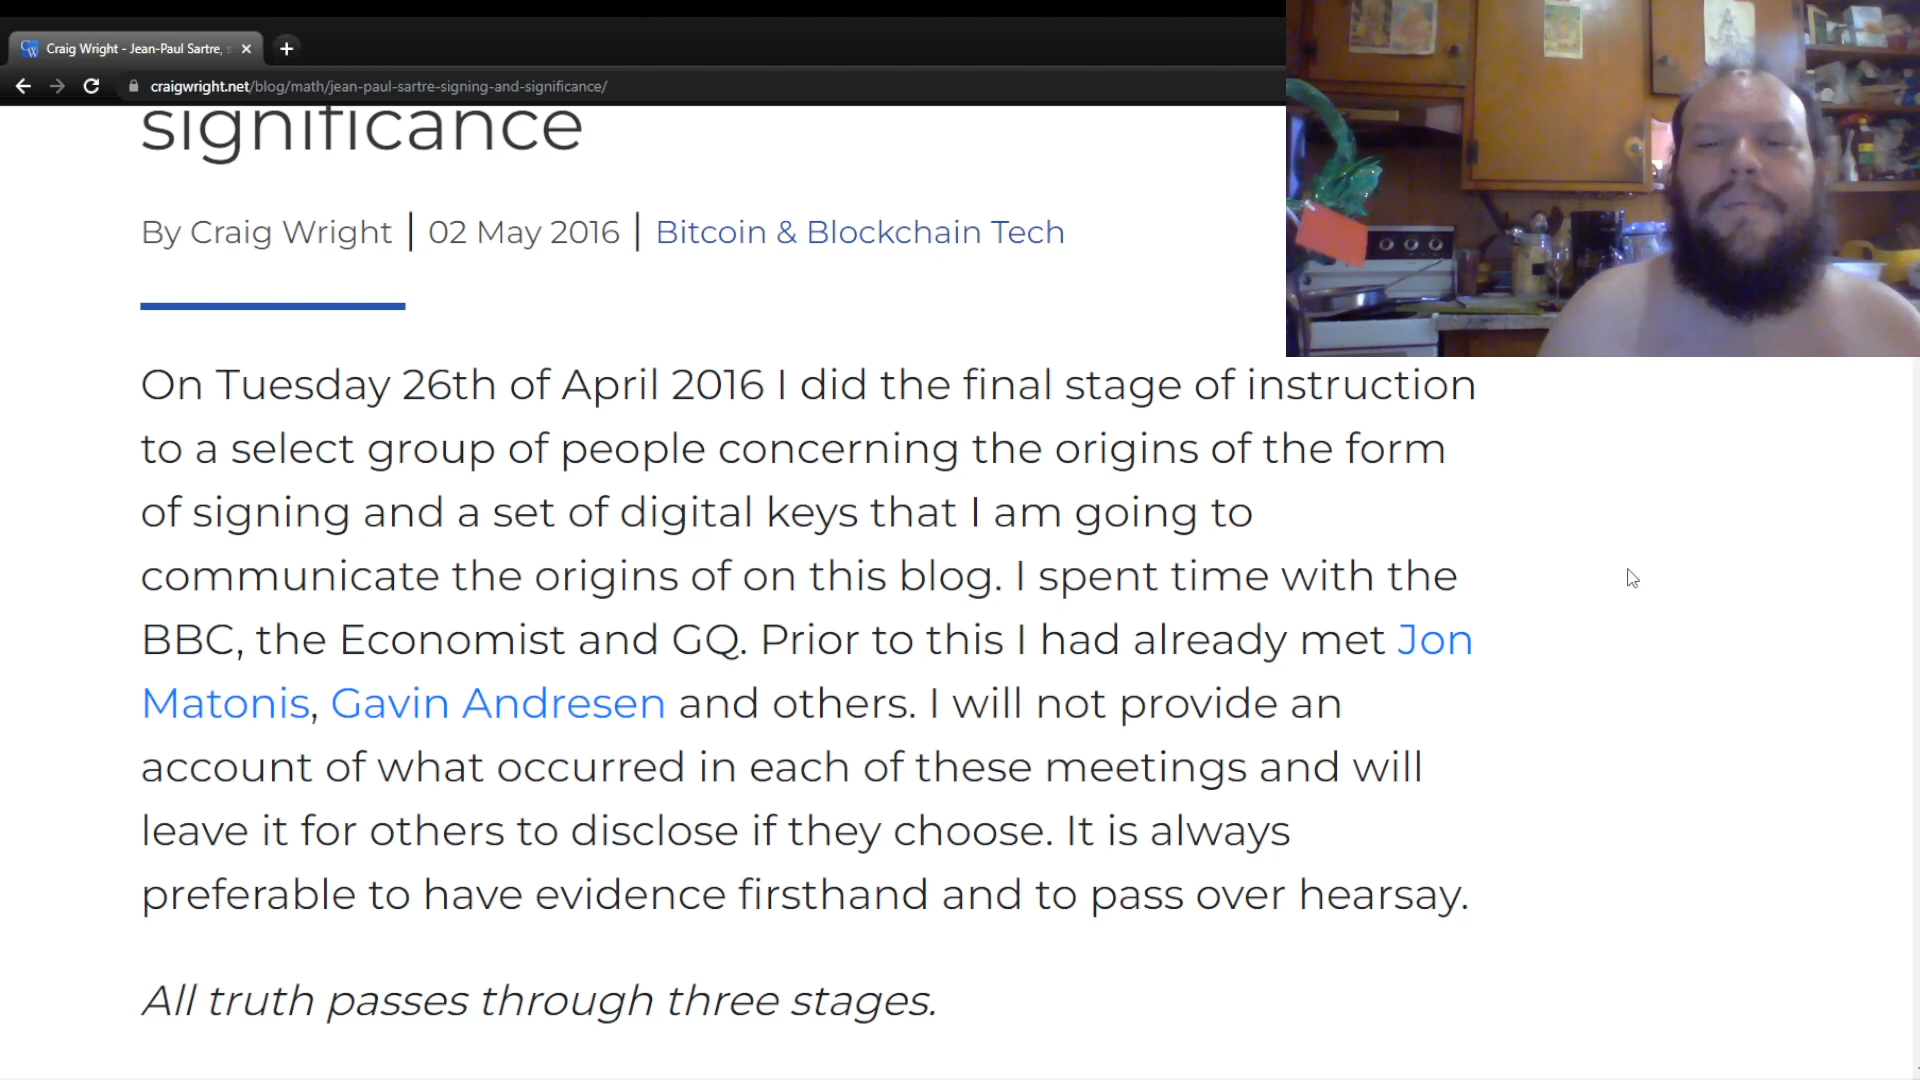 Craig Wright - Jean-Paul Sartre, s
craigwright.net/blog/math/jean-paul-sartre-signing-and-significance/
significance
By Craig Wright | 02 May 2016 | Bitcoin & Blockchain Tech
On Tuesday 26th of April 2016 I did the final stage of instruction
to a select group of people concerning the origins of the form
of signing and a set of digital keys that I am going to
communicate the origins of on this blog. I spent time with the
BBC, the Economist and GQ. Prior to this I had already met Jon
Matonis, Gavin Andresen and others. I will not provide an
account of what occurred in each of these meetings and will
leave it for others to disclose if they choose. It is always
preferable to have evidence firsthand and to pass over hearsay.
All truth passes through three stages.